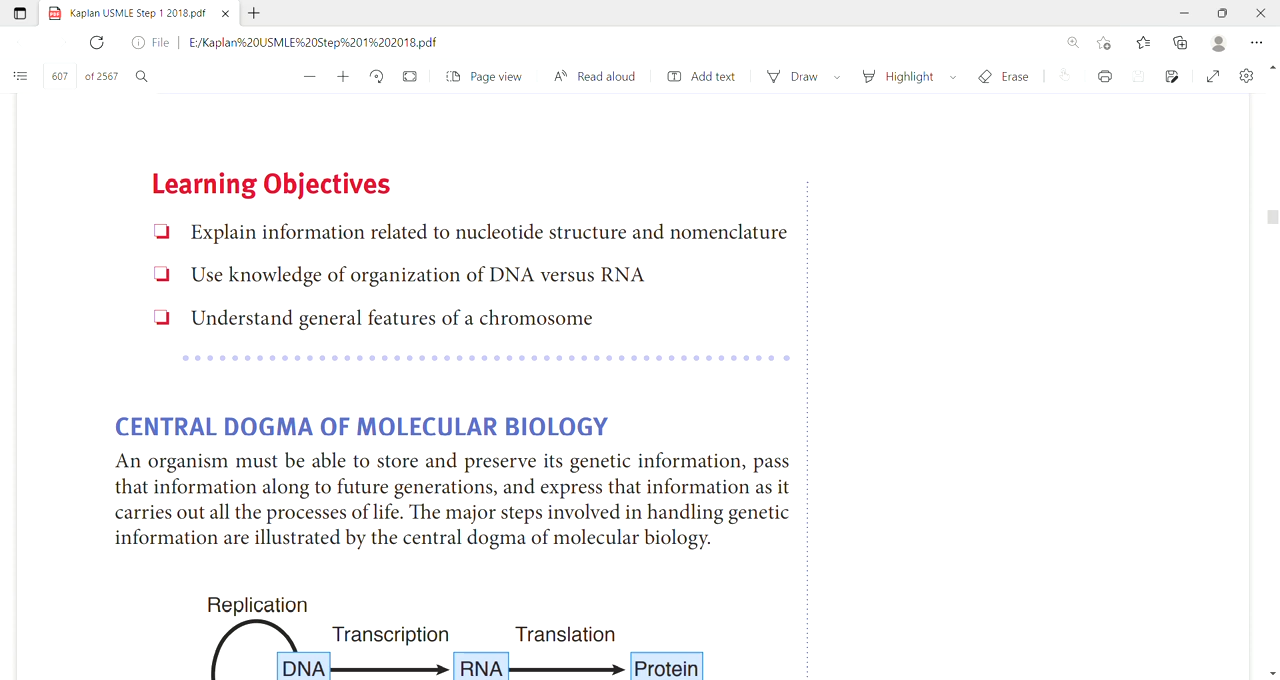 Kaplan USMLE Step 1 2018.pdf
File E:/Kaplan%20USMLE%20Step%201%202018.pdf
607 of 2567 Page view Read aloud Add text Draw Highlight Erase
Learning Objectives
Explain information related to nucleotide structure and nomenclature
Use knowledge of organization of DNA versus RNA
Understand general features of a chromosome
CENTRAL DOGMA OF MOLECULAR BIOLOGY
An organism must be able to store and preserve its genetic information, pass
that information along to future generations, and express that information as it
carries out all the processes of life. The major steps involved in handling genetic
information are illustrated by the central dogma of molecular biology.
Replication
Transcription Translation
DNA RNA Protein